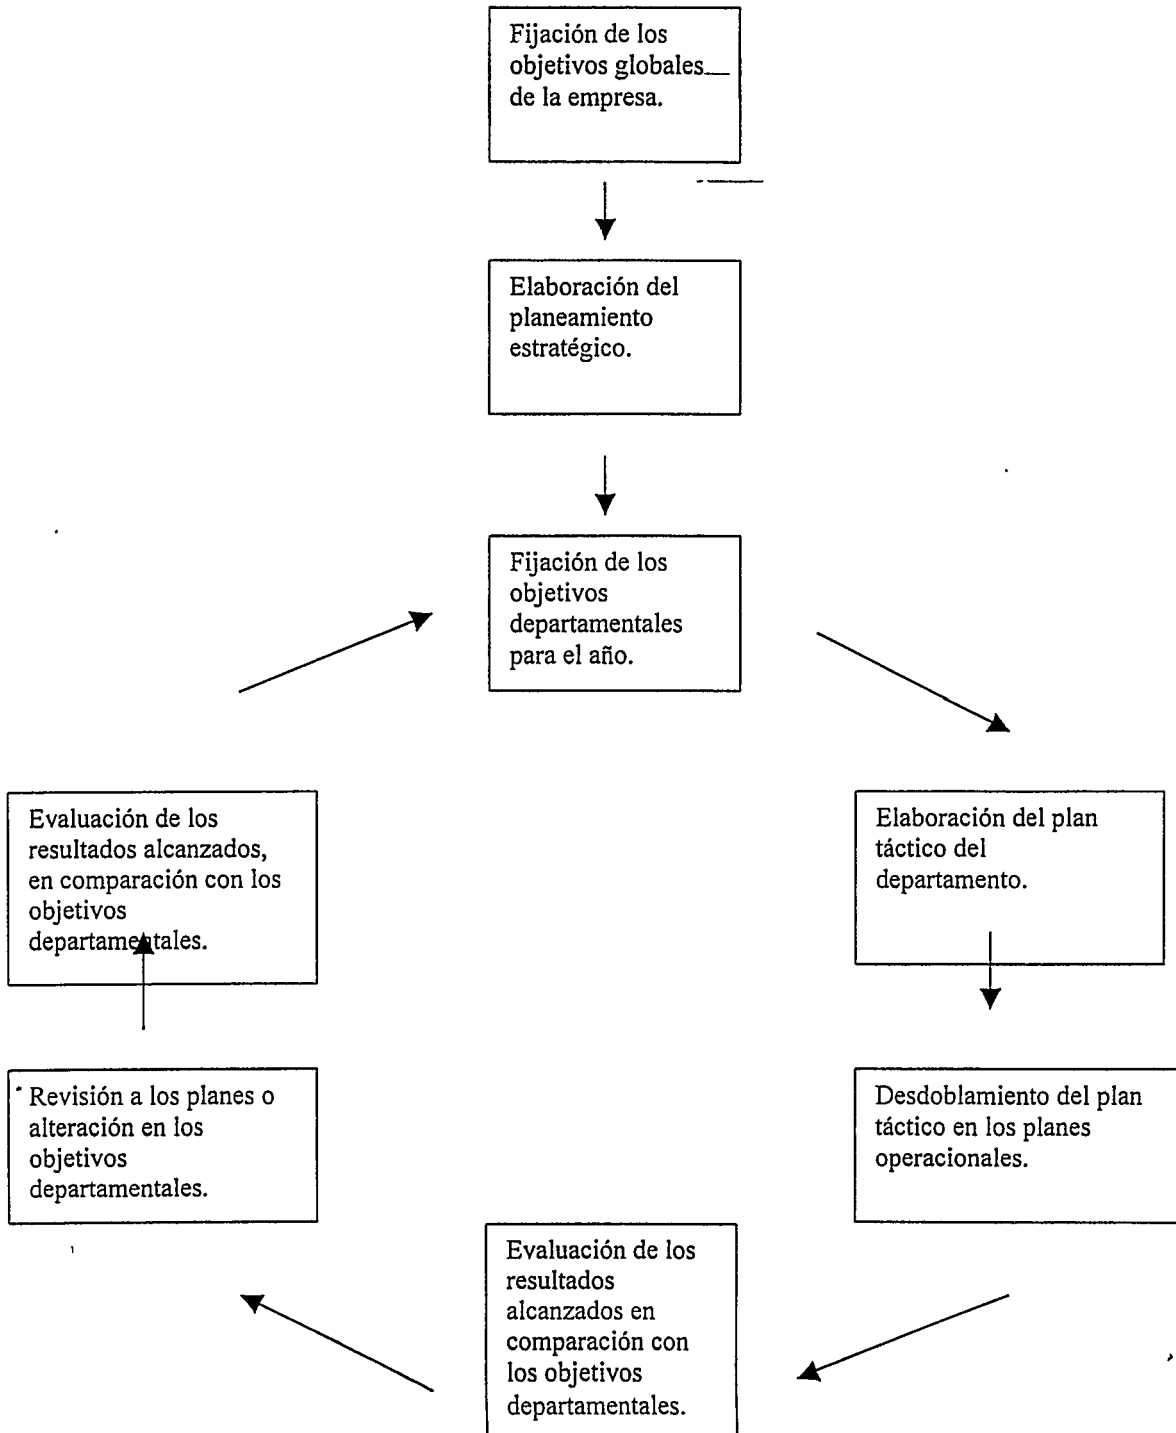 Fijación de los
objetivos globales
de la empresa.
Elaboración del
planeamiento
estratégico.
Fijación de los
objetivos
departamentales
para el año.
Evaluación de los
resultados alcanzados,
en comparación con los
objetivos
departamentales.
Elaboración del plan
táctico del
departamento.
Revisión a los planes o
alteración en los
objetivos
departamentales.
Desdoblamiento del plan
táctico en los planes
operacionales.
Evaluación de los
resultados
alcanzados en
comparación con
los objetivos
departamentales.